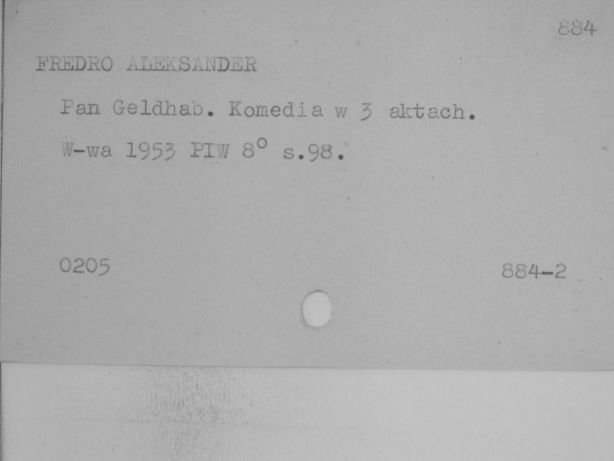 884
FREDRO ALEKSANDER
Pan Geldhab. Komedia w 3 aktach.
W-wa 1953 PIW 8° s.98.
0205 884-2